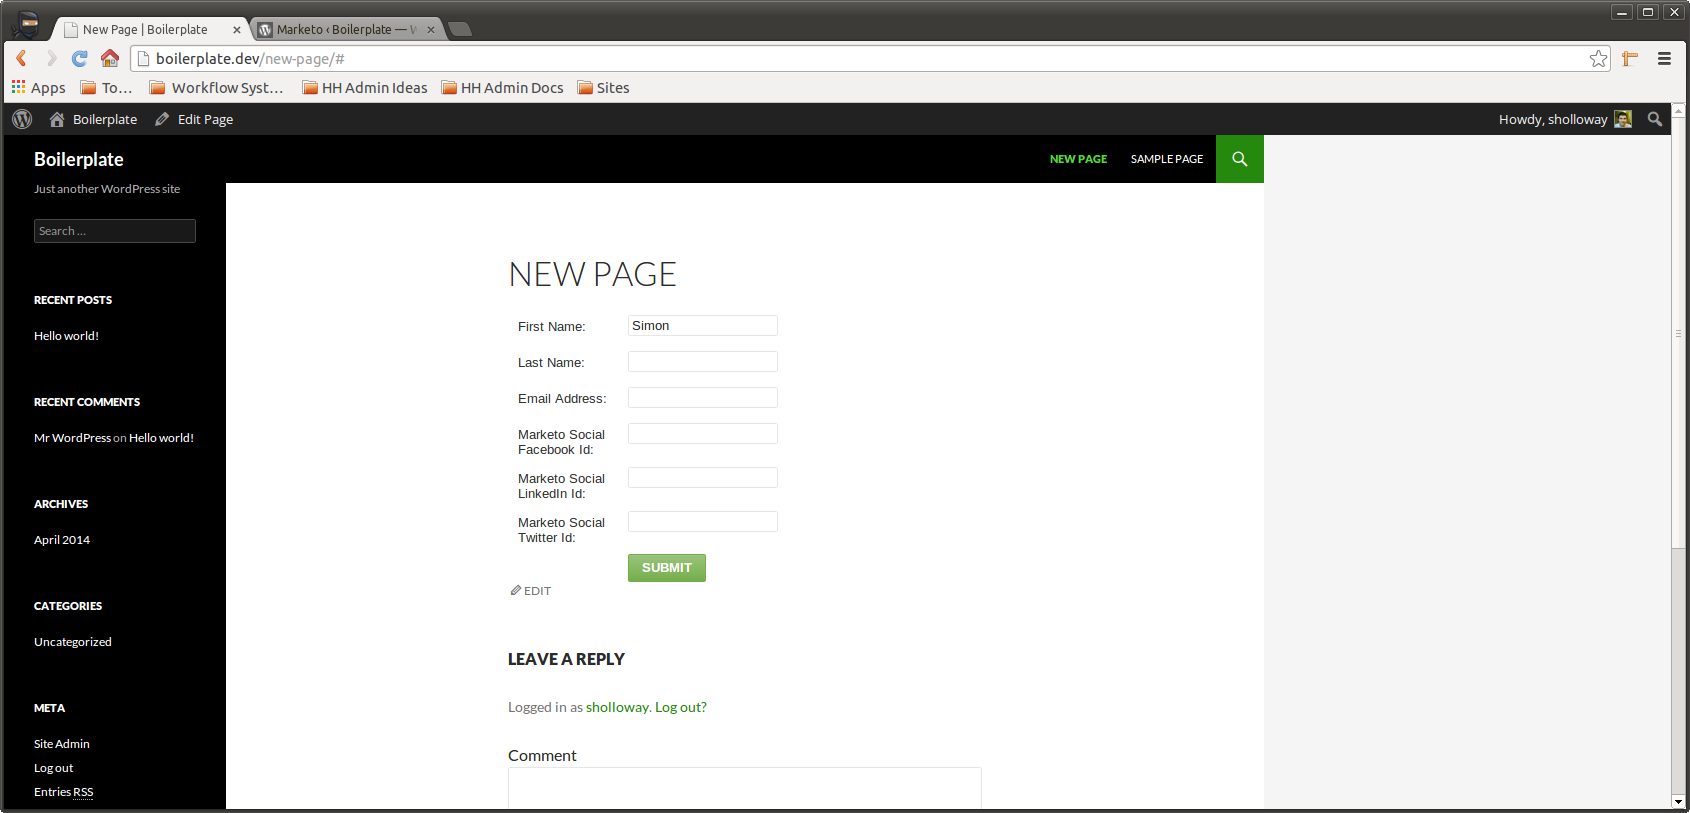 New Page | Boilerplate
Marketo ‹ Boilerplate — W
boilerplate.dev/new-page/#
Apps To... Workflow Syst... HH Admin Ideas HH Admin Docs Sites
Boilerplate Edit Page Howdy, sholloway
Boilerplate
NEW PAGE SAMPLE PAGE
Just another WordPress site
Search ...
RECENT POSTS
Hello world!
RECENT COMMENTS
Mr WordPress on Hello world!
ARCHIVES
April 2014
CATEGORIES
Uncategorized
META
Site Admin
Log out
Entries RSS
NEW PAGE
First Name: Simon
Last Name:
Email Address:
Marketo Social
Facebook Id:
Marketo Social
LinkedIn Id:
Marketo Social
Twitter Id:
SUBMIT
EDIT
LEAVE A REPLY
Logged in as sholloway. Log out?
Comment